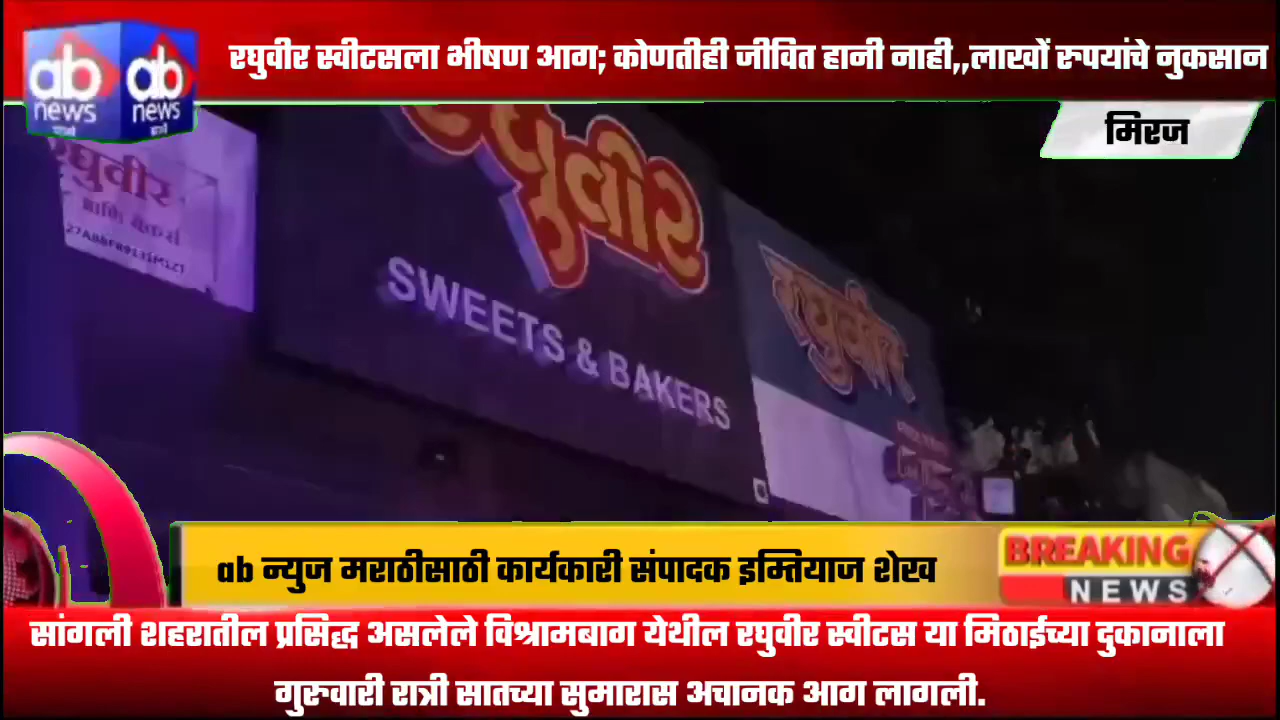 रघुवीर स्वीटसला भीषण आग; कोणतीही जीवित हानी नाही,,लाखों रुपयांचे नुकसान
ab ab
news news
मिरज
रघुवीर
रघुवीर
रघुवीर
SWEETS & BAKERS
ab न्युज मराठीसाठी कार्यकारी संपादक इम्तियाज शेख
BREAKING
NEWS
सांगली शहरातील प्रसिद्ध असलेले विश्रामबाग येथील रघुवीर स्वीटस या मिठाईच्या दुकानाला
गुरुवारी रात्री सातच्या सुमारास अचानक आग लागली.